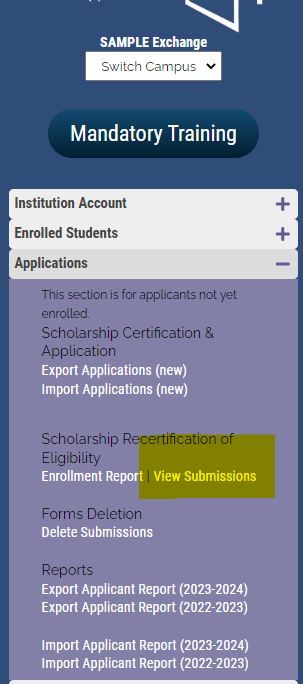 SAMPLE Exchange
Switch Campus
Mandatory Training
Institution Account
Enrolled Students
Applications
This section is for applicants not yet
enrolled.
Scholarship Certification &
Application
Export Applications (new)
Import Applications (new)
Scholarship Recertification of
Eligibility
Enrollment Report | View Submissions
Forms Deletion
Delete Submissions
Reports
Export Applicant Report (2023-2024)
Export Applicant Report (2022-2023)
Import Applicant Report (2023-2024)
Import Applicant Report (2022-2023)